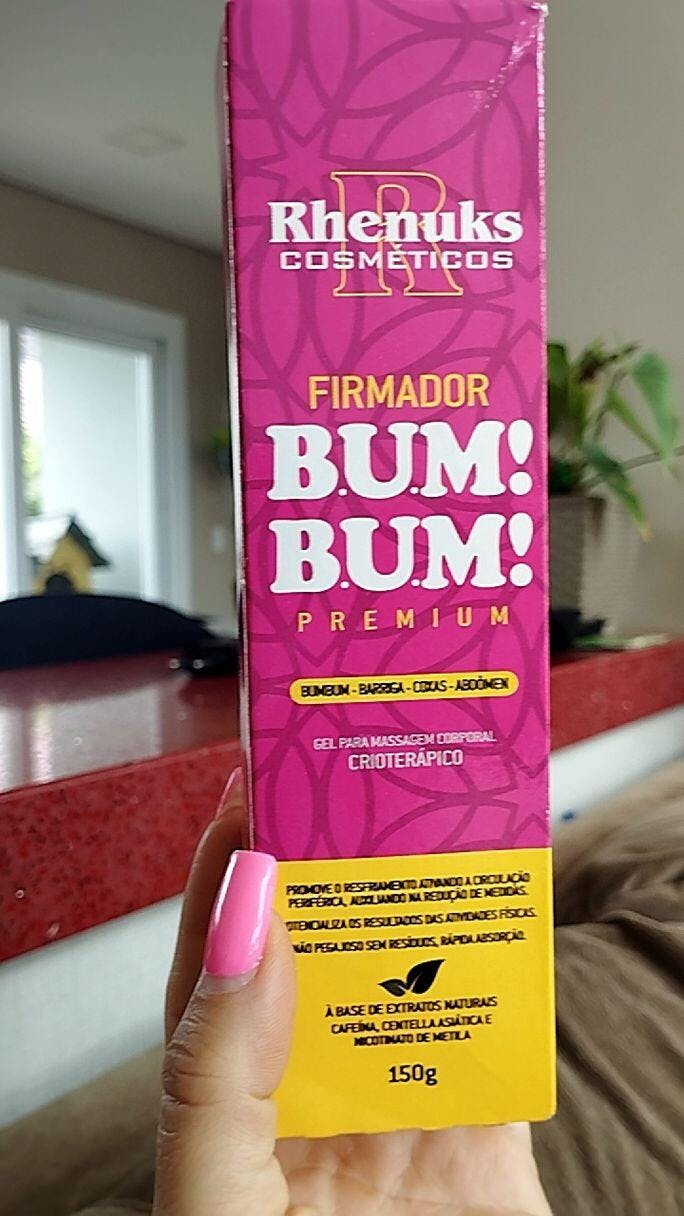 R
Rhenuks
COSMÉTICOS
FIRMADOR
B.U.M!
B.U.M!
PREMIUM
BUMBUM - BARRIGA - COXAS - ABDÔMEN
GEL PARA MASSAGEM CORPORAL
CRIOTERÁPICO
PROMOVE O RESFRIAMENTO ATIVANDO A CIRCULAÇÃO
PERIFÉRICA, AUXILIANDO NA REDUÇÃO DE MEDIDAS.
OTENCIALIZA OS RESULTADOS DAS ATIVIDADES FÍSICAS.
NÃO PEGAJOSO SEM RESÍDUOS, RÁPIDA ABSORÇÃO.
À BASE DE EXTRATOS NATURAIS
CAFEÍNA, CENTELLA ASIÁTICA E
NICOTINATO DE METILA
150g